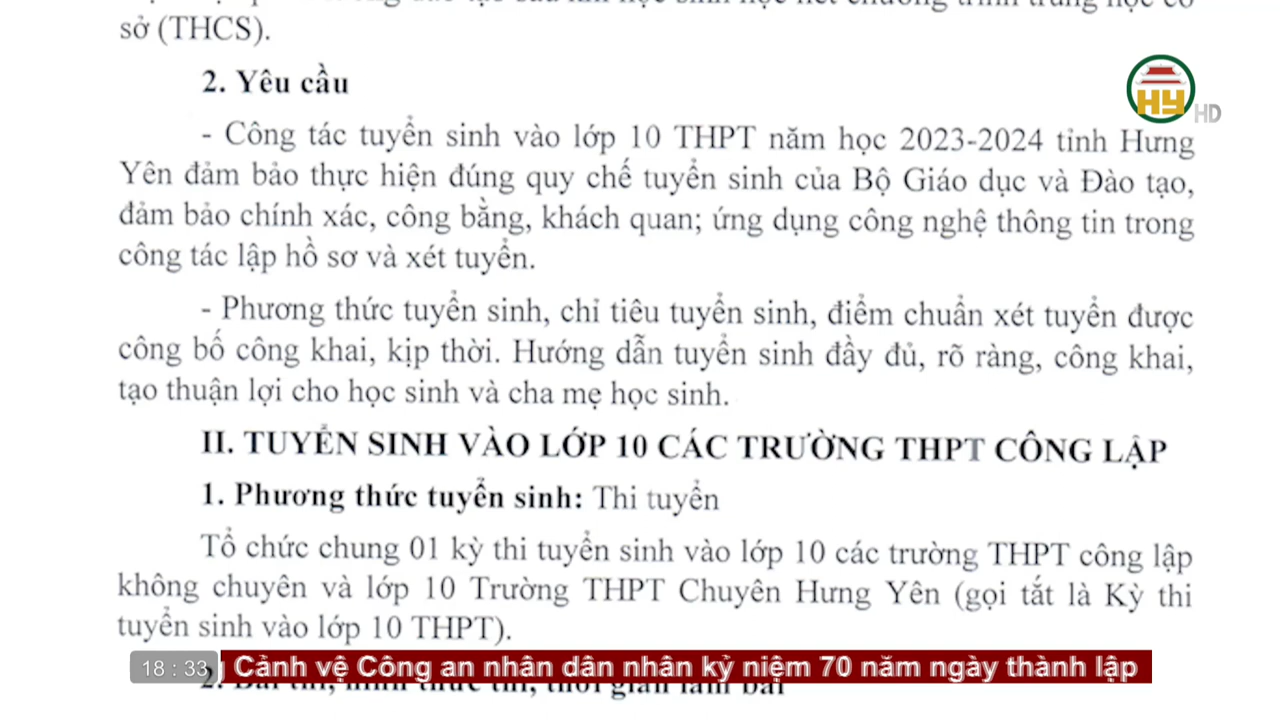 sở (THCS).
2. Yêu cầu
HY HD
- Công tác tuyển sinh vào lớp 10 THPT năm học 2023-2024 tỉnh Hưng
Yên đảm bảo thực hiện đúng quy chế tuyển sinh của Bộ Giáo dục và Đào tạo,
đảm bảo chính xác, công bằng, khách quan; ứng dụng công nghệ thông tin trong
công tác lập hồ sơ và xét tuyển.
- Phương thức tuyển sinh, chỉ tiêu tuyển sinh, điểm chuẩn xét tuyển được
công bố công khai, kịp thời. Hướng dẫn tuyển sinh đầy đủ, rõ ràng, công khai,
tạo thuận lợi cho học sinh và cha mẹ học sinh.
II. TUYỂN SINH VÀO LỚP 10 CÁC TRƯỜNG THPT CÔNG LẬP
1. Phương thức tuyển sinh: Thi tuyển
Tổ chức chung 01 kỳ thi tuyển sinh vào lớp 10 các trường THPT công lập
không chuyên và lớp 10 Trường THPT Chuyên Hưng Yên (gọi tắt là Kỳ thi
tuyển sinh vào lớp 10 THPT).
18 : 33 Cảnh vệ Công an nhân dân nhân kỷ niệm 70 năm ngày thành lập